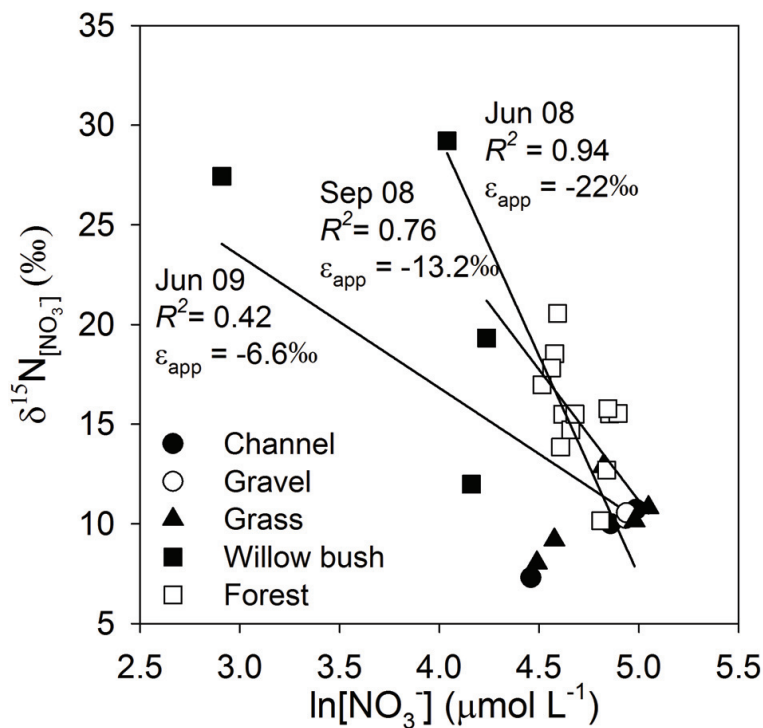 35
30
25
20
15
10
5
δ¹⁵N[NO₃⁻] (‰)
Jun 08
R² = 0.94
εapp = -22‰
Sep 08
R² = 0.76
εapp = -13.2‰
Jun 09
R² = 0.42
εapp = -6.6‰
Channel
Gravel
Grass
Willow bush
Forest
2.5 3.0 3.5 4.0 4.5 5.0 5.5
ln[NO₃⁻] (μmol L⁻¹)